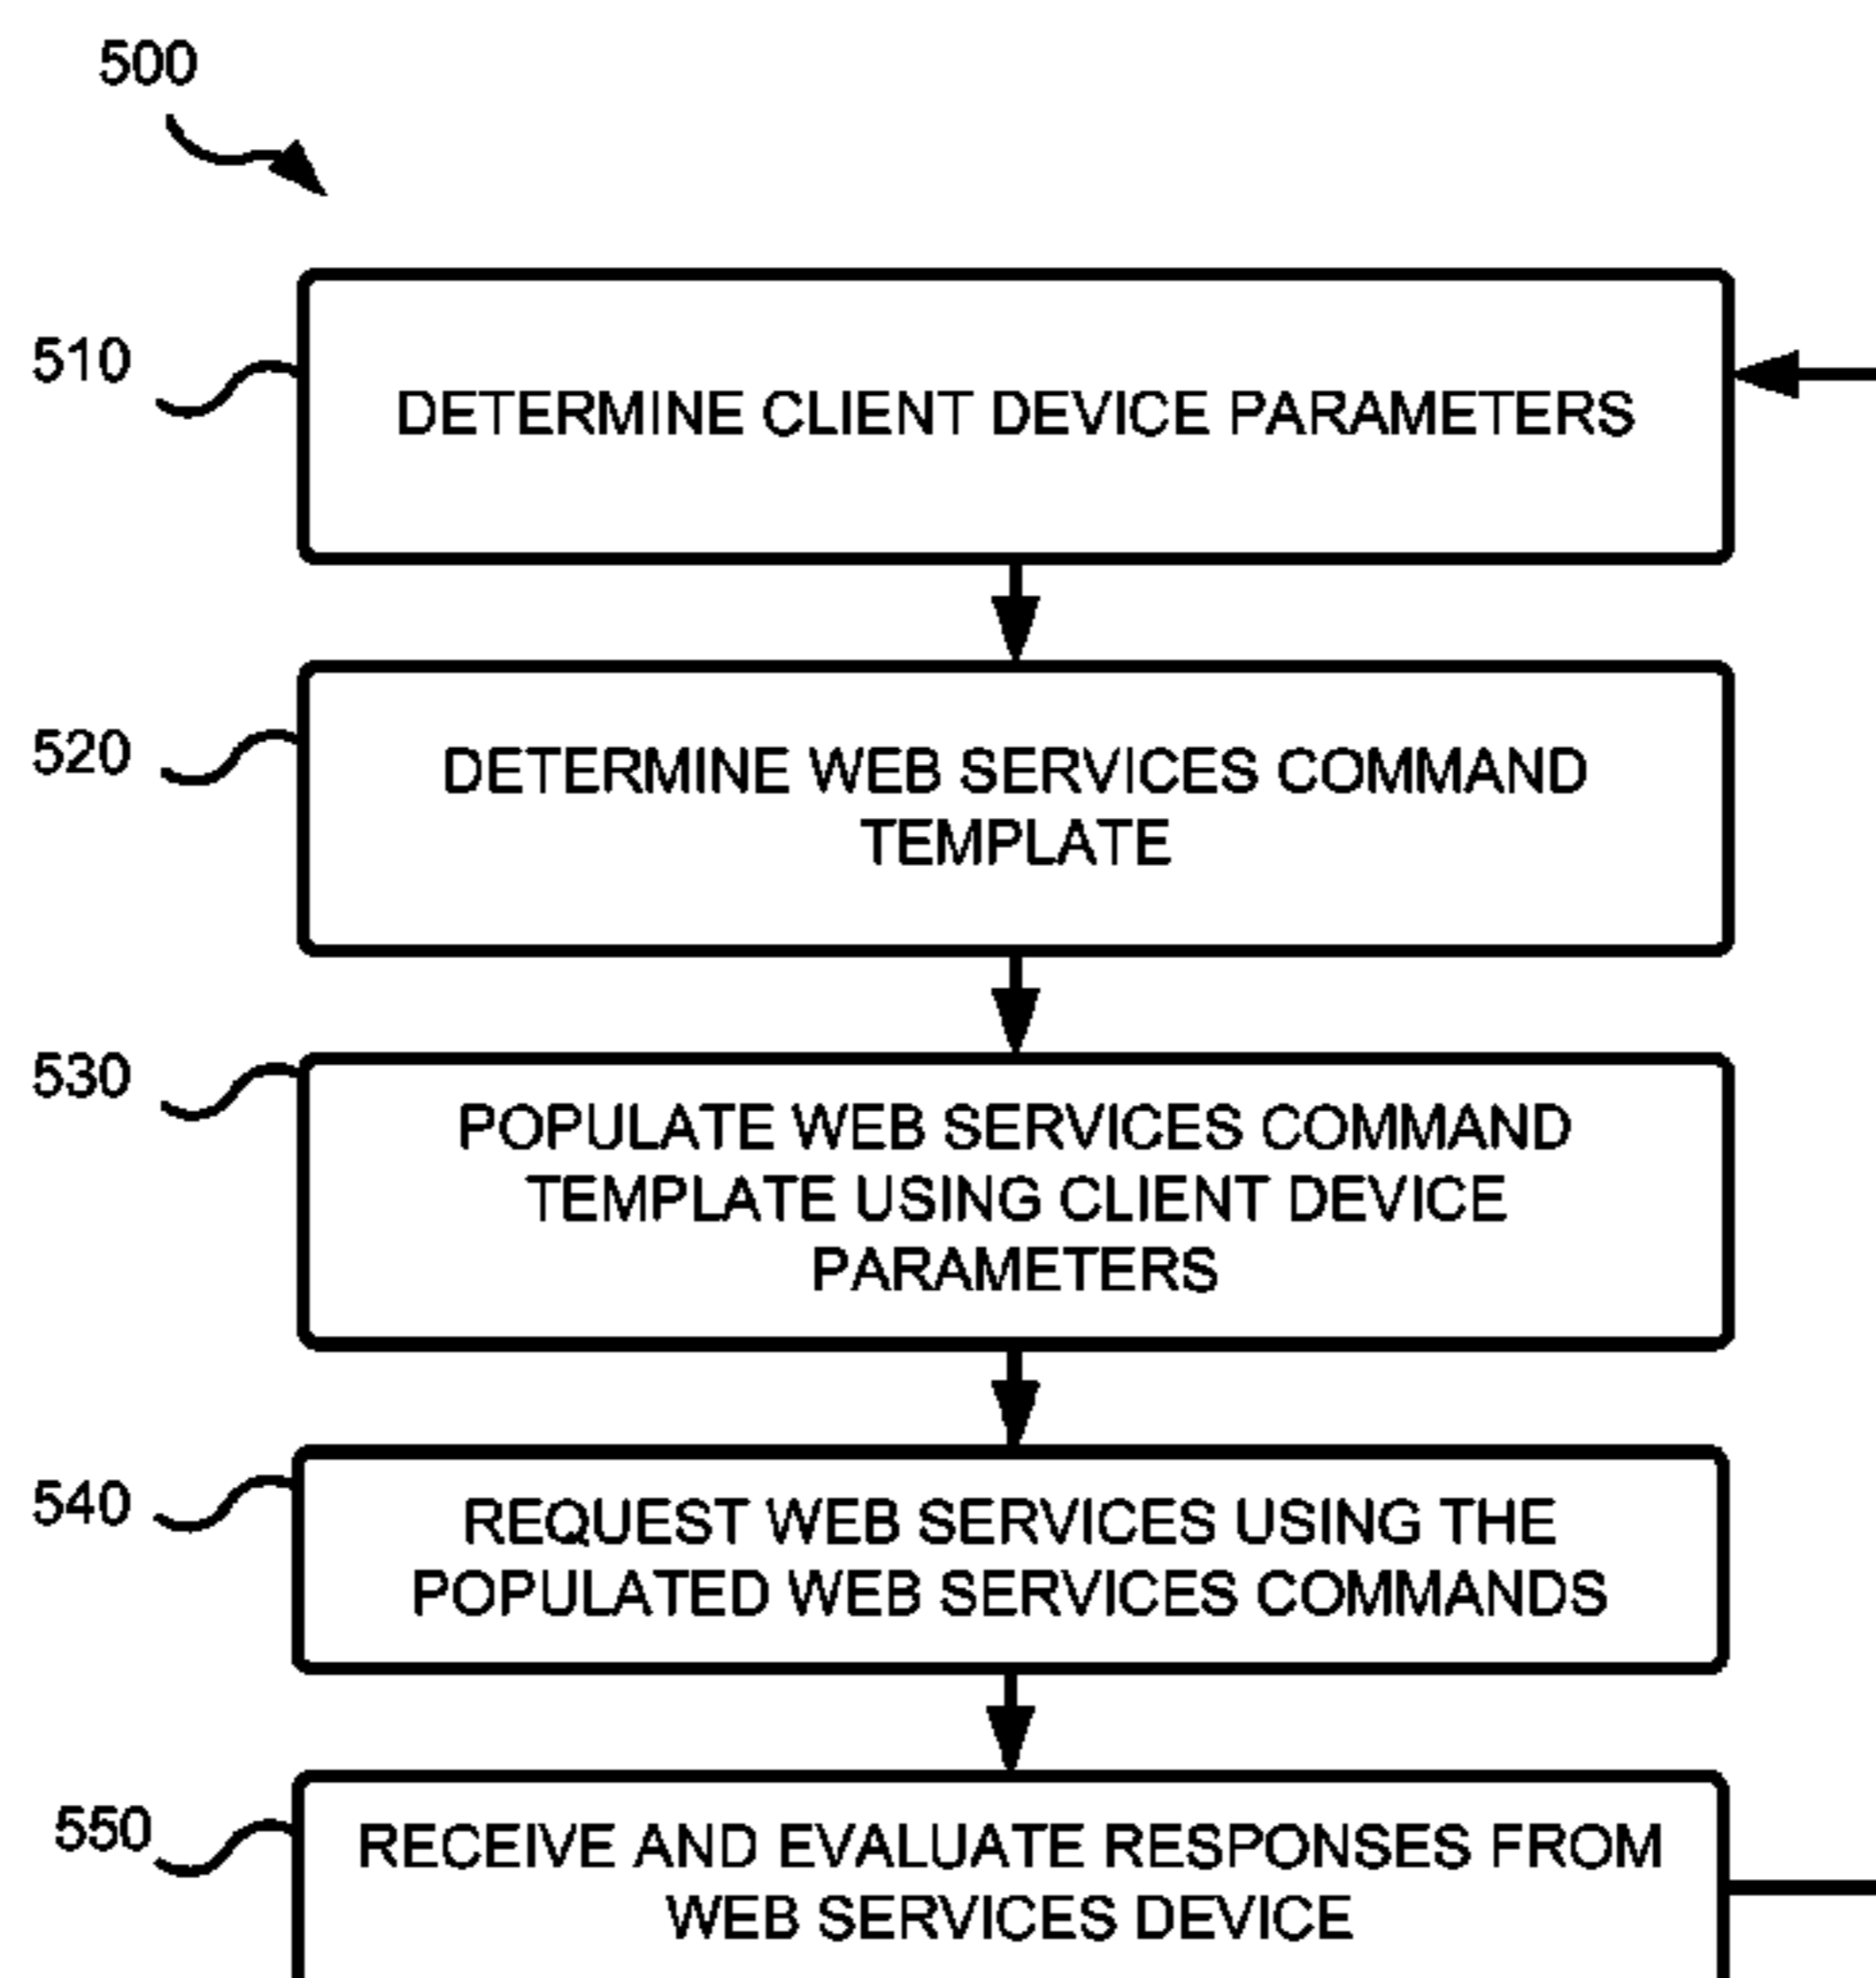 500
510
DETERMINE CLIENT DEVICE PARAMETERS
520
DETERMINE WEB SERVICES COMMAND
TEMPLATE
530
POPULATE WEB SERVICES COMMAND
TEMPLATE USING CLIENT DEVICE
PARAMETERS
540
REQUEST WEB SERVICES USING THE
POPULATED WEB SERVICES COMMANDS
550
RECEIVE AND EVALUATE RESPONSES FROM
WEB SERVICES DEVICE